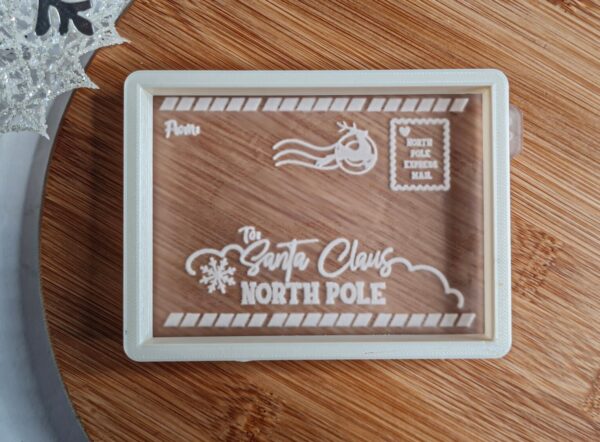 From:
NORTH
POLE
EXPRESS
MAIL
To:
Santa Claus
NORTH POLE